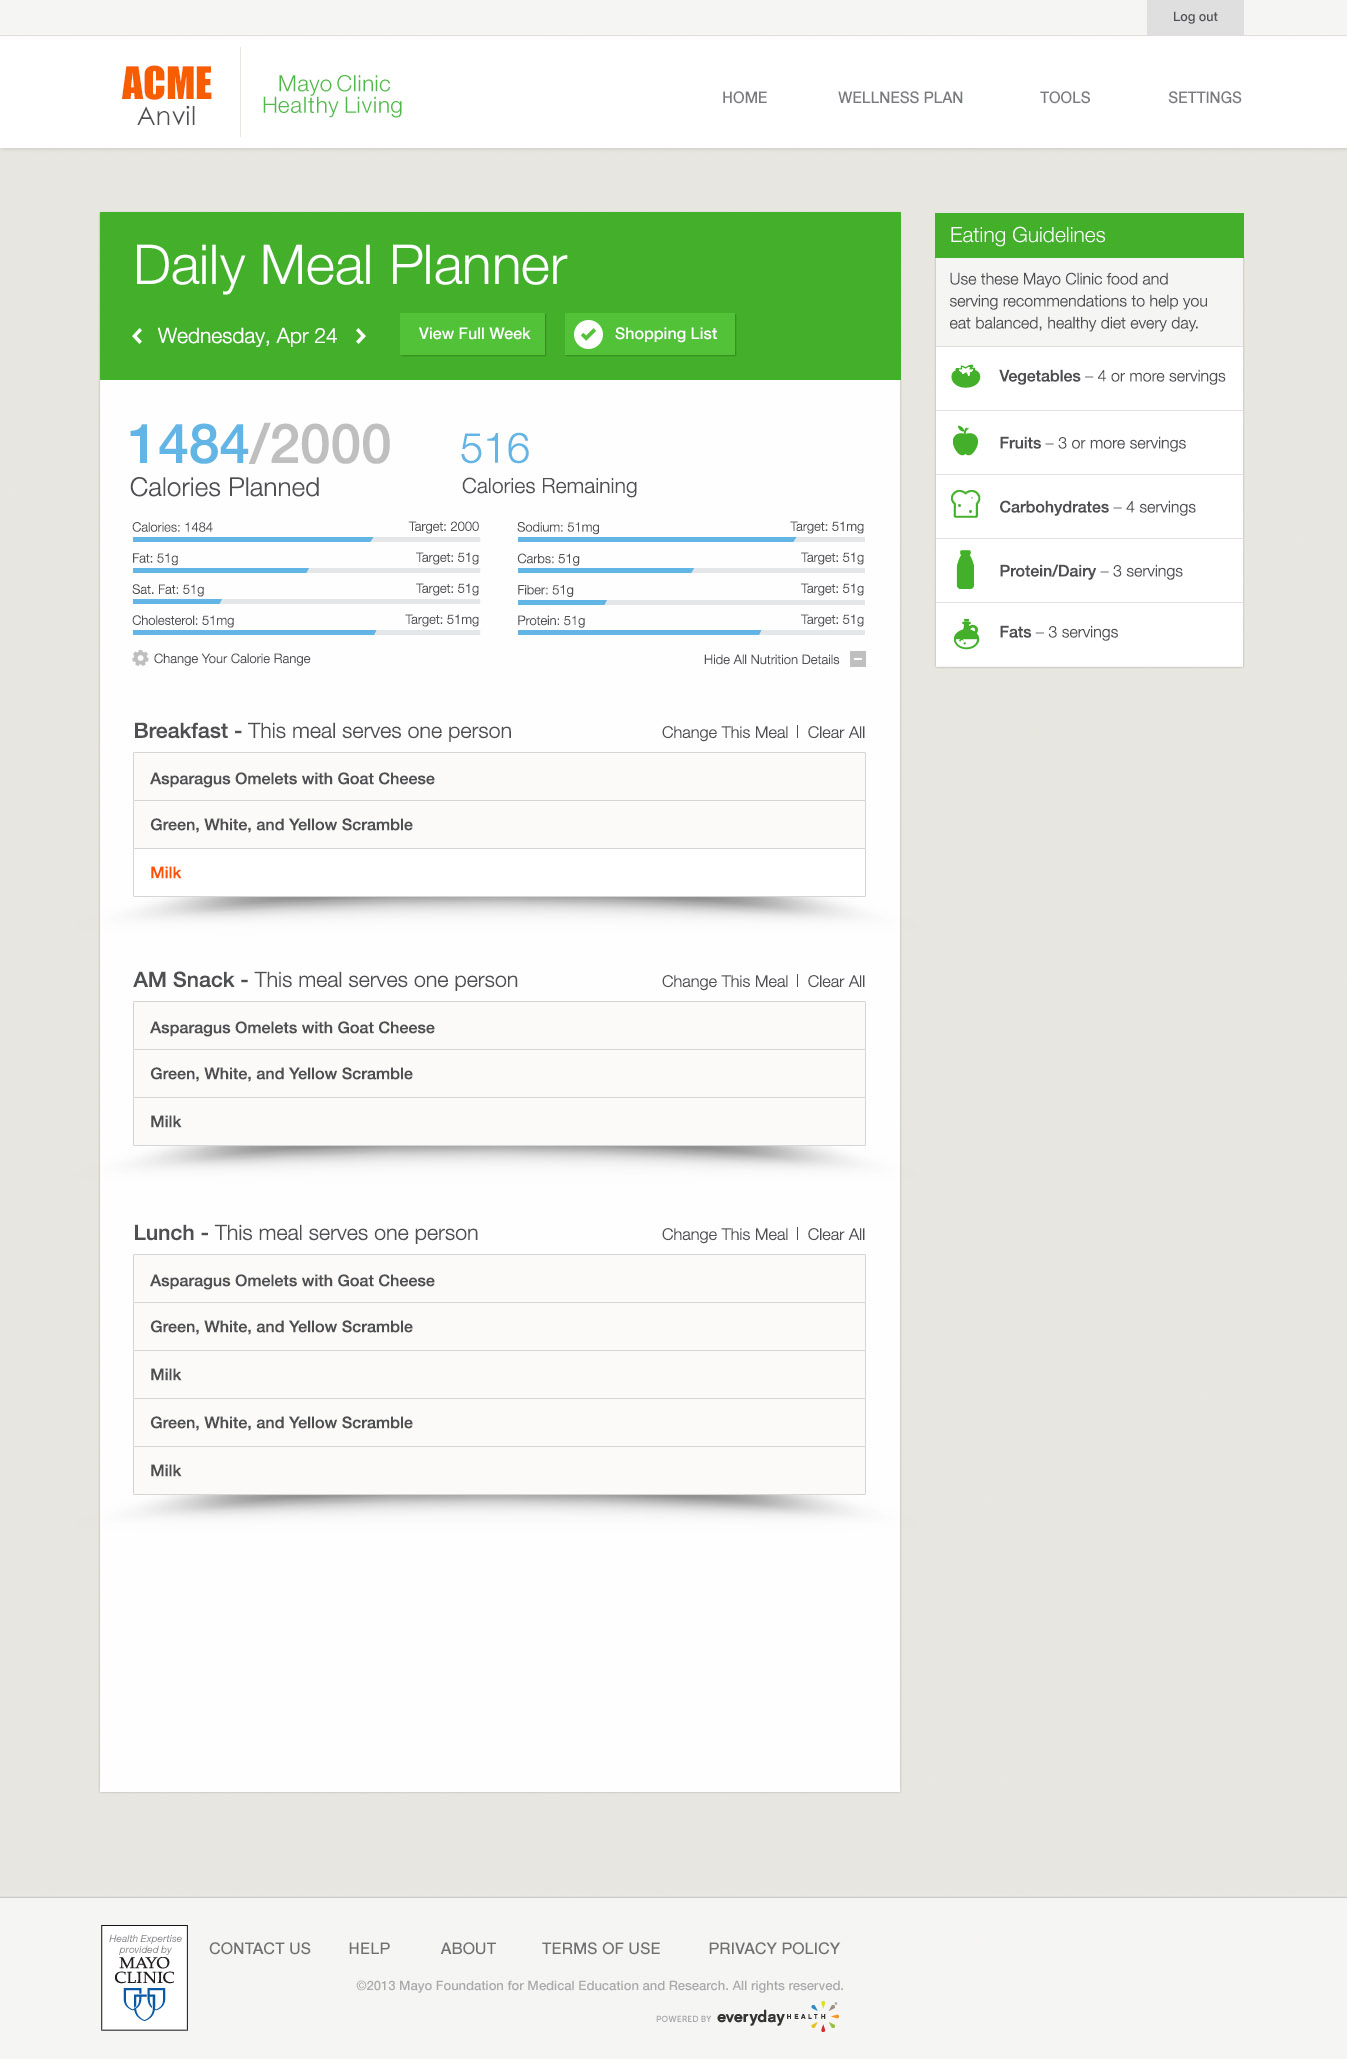 Log out
ACME
Anvil
Mayo Clinic
Healthy Living
HOME
WELLNESS PLAN
TOOLS
SETTINGS
Daily Meal Planner
Wednesday, Apr 24
View Full Week
Shopping List
1484/2000
Calories Planned
516
Calories Remaining
Calories: 1484
Target: 2000
Fat: 51g
Target: 51g
Sat. Fat: 51g
Target: 51g
Cholesterol: 51mg
Target: 51mg
Sodium: 51mg
Target: 51mg
Carbs: 51g
Target: 51g
Fiber: 51g
Target: 51g
Protein: 51g
Target: 51g
Change Your Calorie Range
Hide All Nutrition Details
Breakfast - This meal serves one person
Change This Meal | Clear All
Asparagus Omelets with Goat Cheese
Green, White, and Yellow Scramble
Milk
AM Snack - This meal serves one person
Change This Meal | Clear All
Asparagus Omelets with Goat Cheese
Green, White, and Yellow Scramble
Milk
Lunch - This meal serves one person
Change This Meal | Clear All
Asparagus Omelets with Goat Cheese
Green, White, and Yellow Scramble
Milk
Green, White, and Yellow Scramble
Milk
Eating Guidelines
Use these Mayo Clinic food and
serving recommendations to help you
eat balanced, healthy diet every day.
Vegetables – 4 or more servings
Fruits – 3 or more servings
Carbohydrates – 4 servings
Protein/Dairy – 3 servings
Fats – 3 servings
Health Expertise
provided by
MAYO
CLINIC
CONTACT US
HELP
ABOUT
TERMS OF USE
PRIVACY POLICY
©2013 Mayo Foundation for Medical Education and Research. All rights reserved.
POWERED BY everyday HEALTH